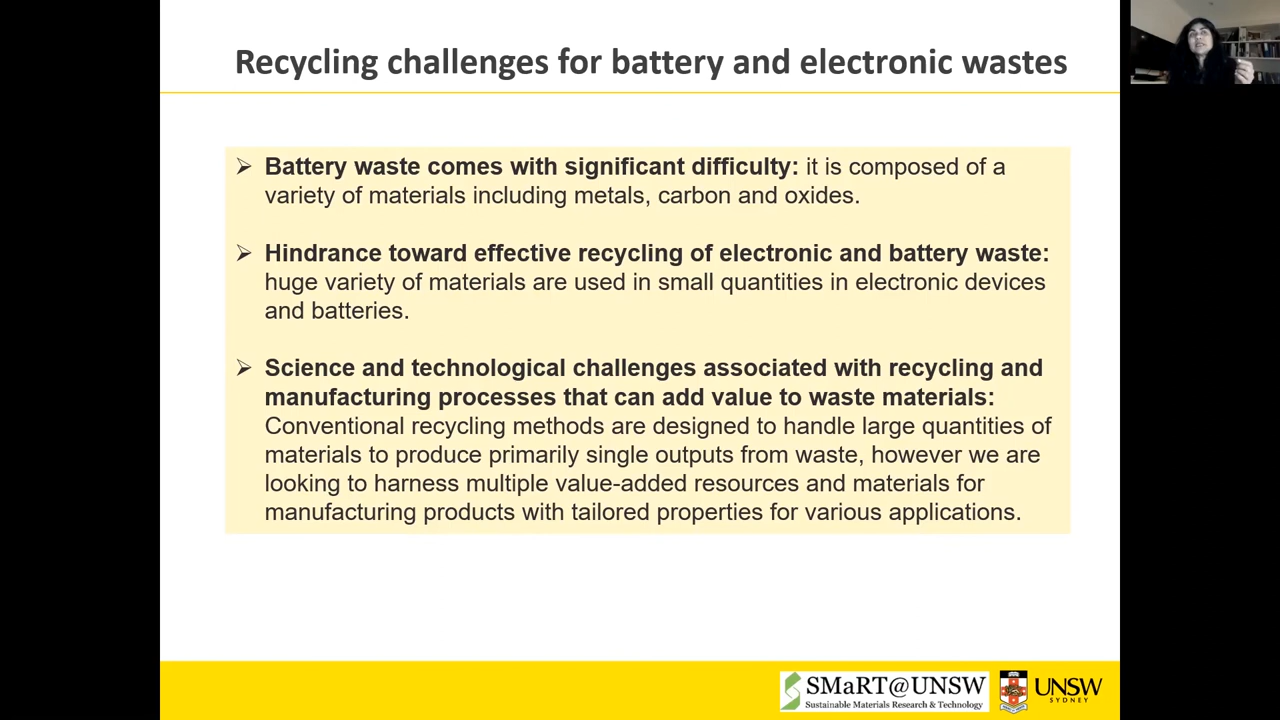 Recycling challenges for battery and electronic wastes
➢ Battery waste comes with significant difficulty: it is composed of a
variety of materials including metals, carbon and oxides.
➢ Hindrance toward effective recycling of electronic and battery waste:
huge variety of materials are used in small quantities in electronic devices
and batteries.
➢ Science and technological challenges associated with recycling and
manufacturing processes that can add value to waste materials:
Conventional recycling methods are designed to handle large quantities of
materials to produce primarily single outputs from waste, however we are
looking to harness multiple value-added resources and materials for
manufacturing products with tailored properties for various applications.
SMaRT@UNSW
Sustainable Materials Research & Technology
UNSW
SYDNEY